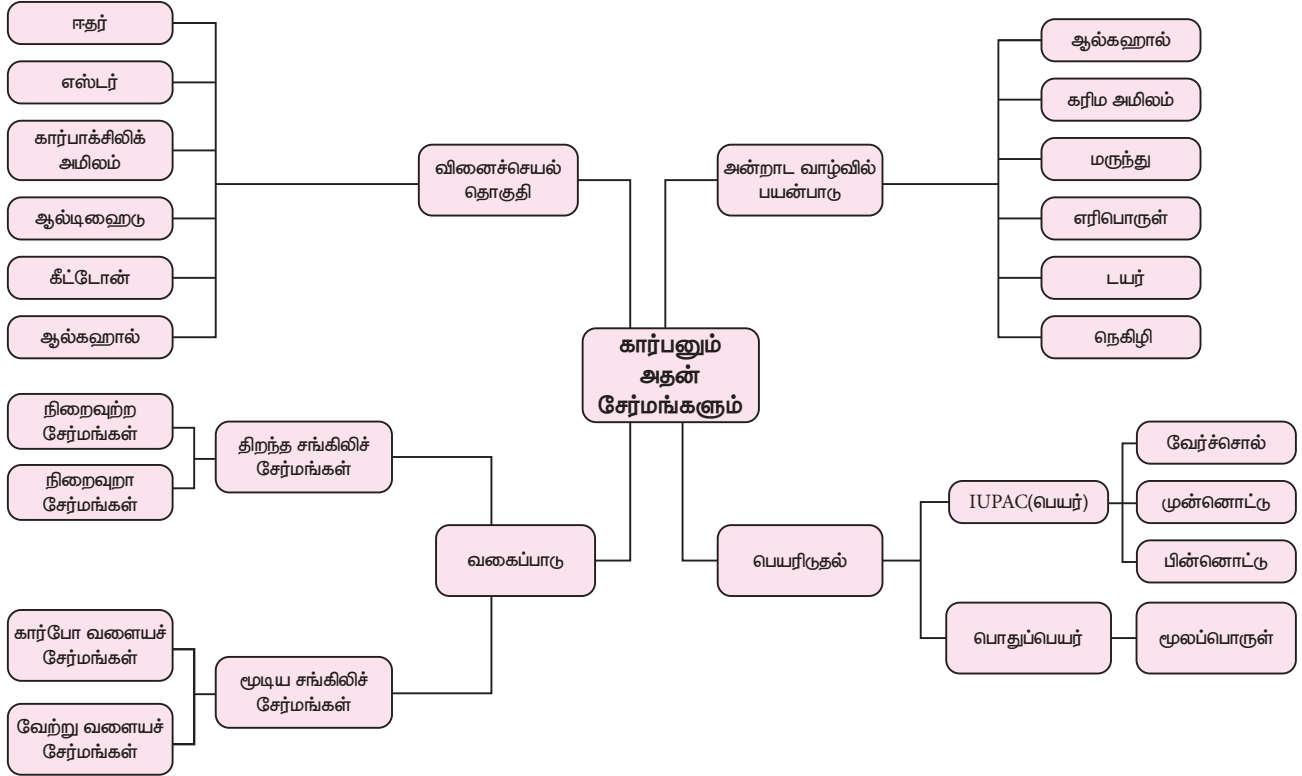 ஈதர்
எஸ்டர்
கார்பாக்சிலிக்
அமிலம்
ஆல்டிஹைடு
கீட்டோன்
ஆல்கஹால்
வினைச்செயல்
தொகுதி
அன்றாட வாழ்வில்
பயன்பாடு
ஆல்கஹால்
கரிம அமிலம்
மருந்து
எரிபொருள்
டயர்
நெகிழி
கார்பனும்
அதன்
சேர்மங்களும்
நிறைவுற்ற
சேர்மங்கள்
நிறைவுறா
சேர்மங்கள்
திறந்த சங்கிலிச்
சேர்மங்கள்
வகைப்பாடு
கார்போ வளையச்
சேர்மங்கள்
வேற்று வளையச்
சேர்மங்கள்
மூடிய சங்கிலிச்
சேர்மங்கள்
பெயரிடுதல்
IUPAC(பெயர்)
வேர்ச்சொல்
முன்னொட்டு
பின்னொட்டு
பொதுப்பெயர்
மூலப்பொருள்